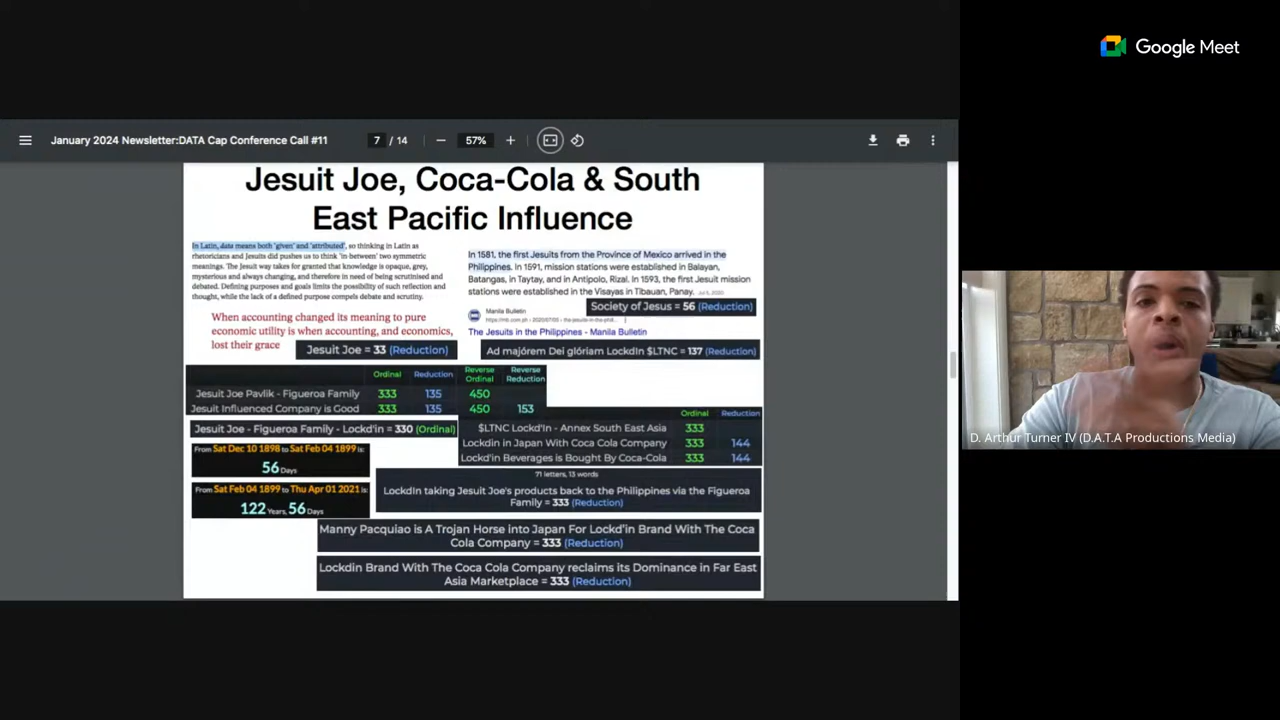 Google Meet
January 2024 Newsletter:DATA Cap Conference Call #11
7 / 14
57%
Jesuit Joe, Coca-Cola & South
East Pacific Influence
In Latin, data means both 'given' and 'attributed', so thinking in Latin as
rhetoricians and Jesuits did pushes us to think 'in between' two symmetric
meanings. The Jesuit way takes for granted that knowledge is opaque, grey,
mysterious and always changing, and therefore in need of being scrutinised and
debated. Defining purposes and goals limits the possibility of such reflection and
thought, while the lack of a defined purpose compels debate and scrutiny.
When accounting changed its meaning to pure
economic utility is when accounting, and economics,
lost their grace
Jesuit Joe = 33 (Reduction)
In 1581, the first Jesuits from the Province of Mexico arrived in the
Philippines. In 1591, mission stations were established in Balayan,
Batangas, in Taytay, and in Antipolo, Rizal. In 1593, the first Jesuit mission
stations were established in the Visayas in Tibauan, Panay. Jul 5, 2020
Society of Jesus = 56 (Reduction)
Manila Bulletin
The Jesuits in the Philippines - Manila Bulletin
Ad majórem Dei glóriam LockdIn $LTNC = 137 (Reduction)
Ordinal Reduction Reverse Ordinal Reverse Reduction
Jesuit Joe Pavlik - Figueroa Family 333 135 450
Jesuit Influenced Company is Good 333 135 450 153
Jesuit Joe - Figueroa Family - Lockd'in = 330 (Ordinal)
Ordinal Reduction
$LTNC Lockd'In - Annex South East Asia 333
Lockdin in Japan With Coca Cola Company 333 144
Lockd'in Beverages is Bought By Coca-Cola 333 144
From Sat Dec 10 1898 to Sat Feb 04 1899 is:
56 Days
From Sat Feb 04 1899 to Thu Apr 01 2021 is:
122 Years, 56 Days
71 letters, 13 words
LockdIn taking Jesuit Joe's products back to the Philippines via the Figueroa
Family = 333 (Reduction)
Manny Pacquiao is A Trojan Horse into Japan For Lockd'in Brand With The Coca
Cola Company = 333 (Reduction)
Lockdin Brand With The Coca Cola Company reclaims its Dominance in Far East
Asia Marketplace = 333 (Reduction)
D. Arthur Turner IV (D.A.T.A Productions Media)